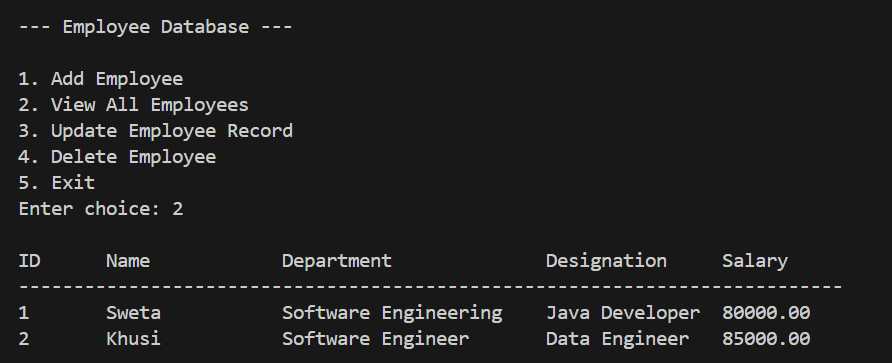 --- Employee Database ---
1. Add Employee
2. View All Employees
3. Update Employee Record
4. Delete Employee
5. Exit
Enter choice: 2
ID      Name            Department              Designation     Salary
---------------------------------------------------------------------------
1       Sweta           Software Engineering    Java Developer  80000.00
2       Khusi           Software Engineer       Data Engineer   85000.00